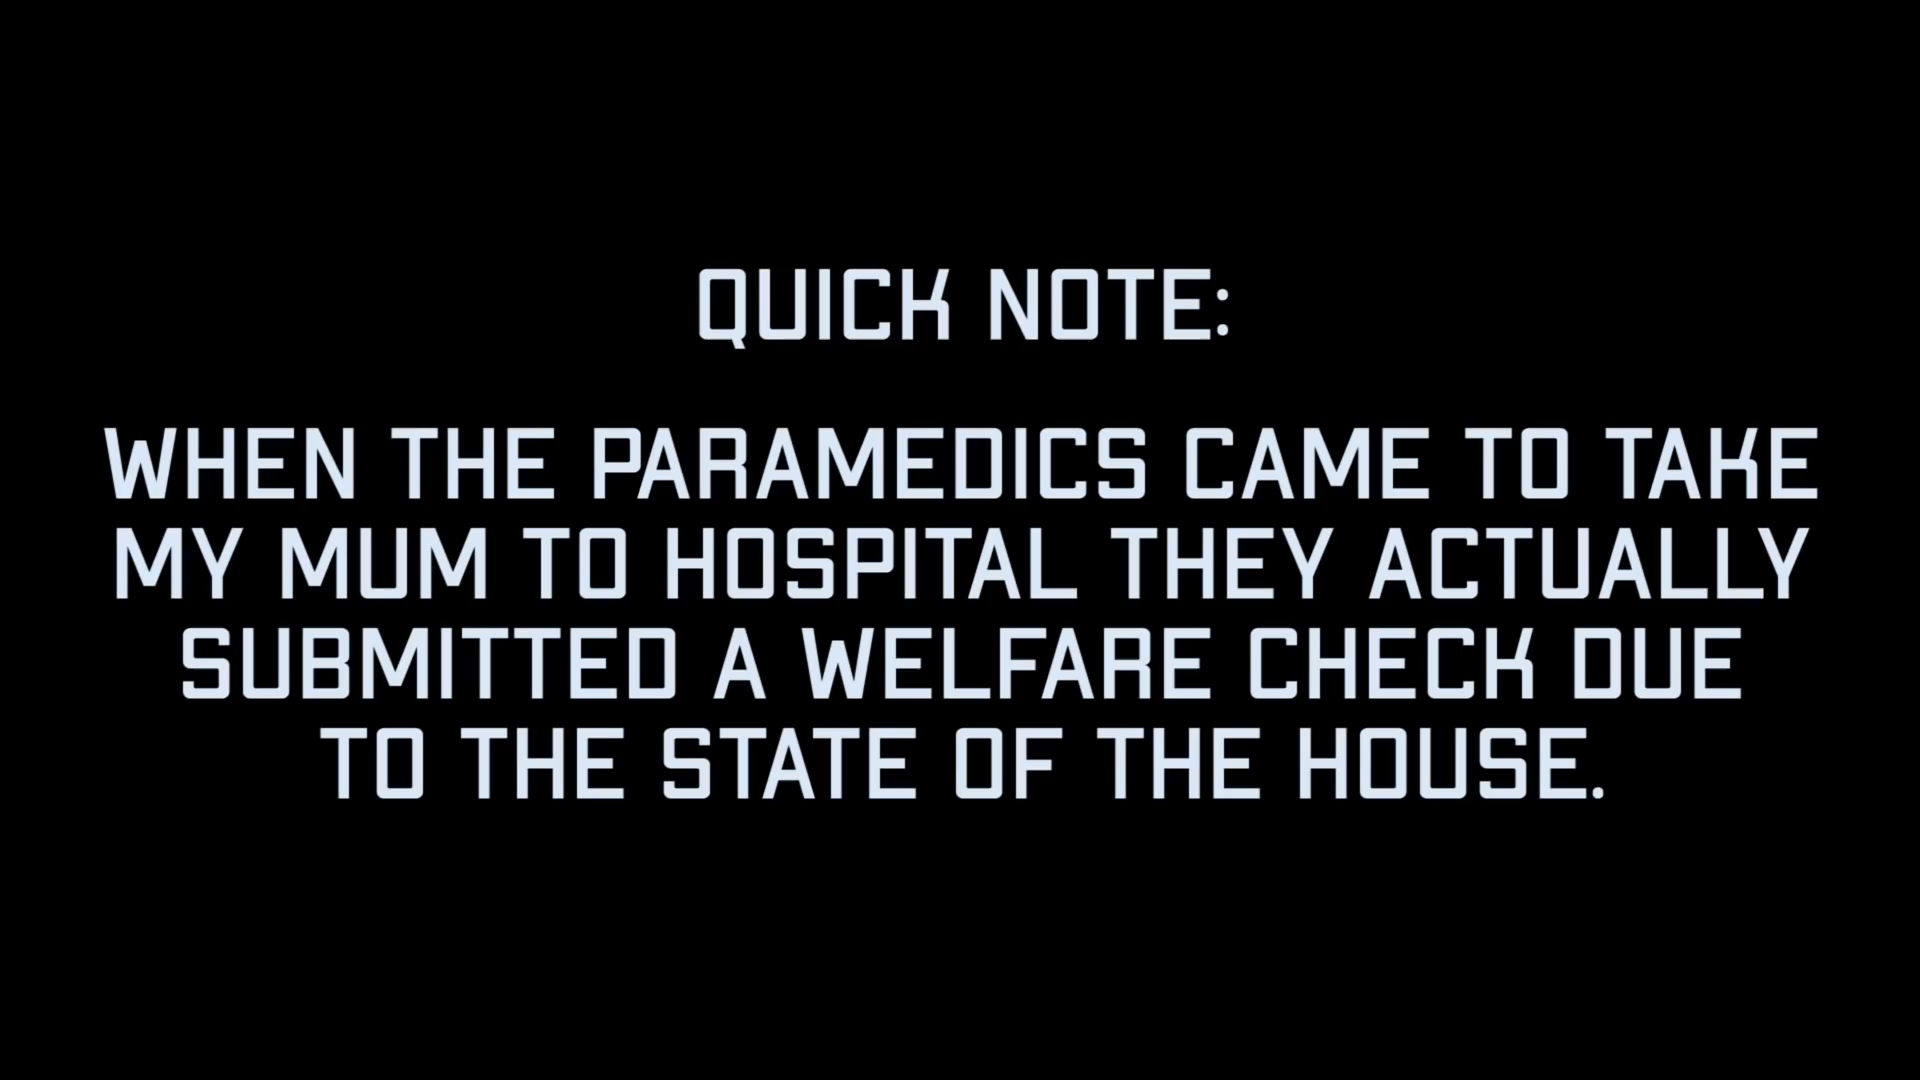 QUICK NOTE:
WHEN THE PARAMEDICS CAME TO TAKE
MY MUM TO HOSPITAL THEY ACTUALLY
SUBMITTED A WELFARE CHECK DUE
TO THE STATE OF THE HOUSE.